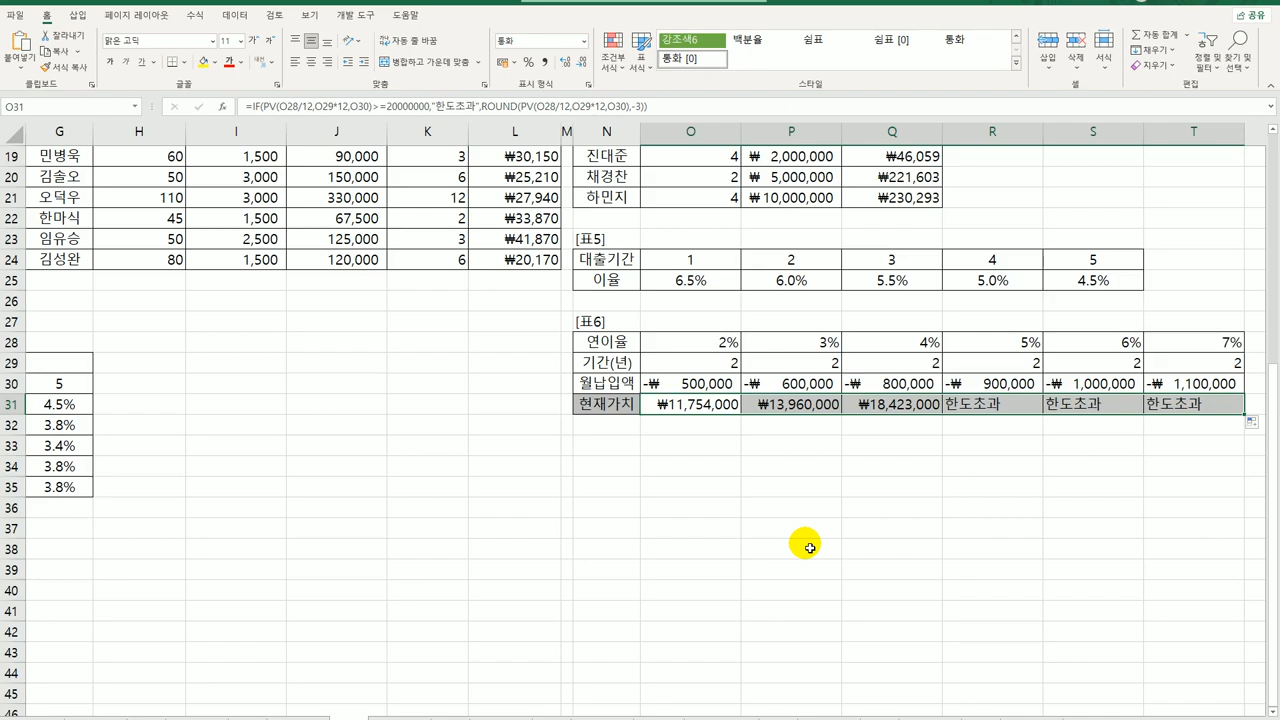 파일 홈 삽입 페이지 레이아웃 수식 데이터 검토 보기 개발 도구 도움말 공유
붙여넣기 잘라내기 복사 서식 복사 맑은 고딕 11 가 가 자동 줄 바꿈 병합하고 가운데 맞춤 통화 조건부 서식 표 서식 강조색6 백분율 쉼표 쉼표 [0] 통화 통화 [0] 삽입 삭제 서식 자동 합계 채우기 지우기 정렬 및 필터 찾기 및 선택
클립보드 글꼴 맞춤 표시 형식 스타일 셀 편집
O31 fx =IF(PV(O28/12,O29*12,O30)>=20000000,"한도초과",ROUND(PV(O28/12,O29*12,O30),-3))
G H I J K L M N O P Q R S T
19 민병욱 60 1,500 90,000 3 ₩30,150 진대준 4 ₩ 2,000,000 ₩46,059
20 김솔오 50 3,000 150,000 6 ₩25,210 채경찬 2 ₩ 5,000,000 ₩221,603
21 오덕우 110 3,000 330,000 12 ₩27,940 하민지 4 ₩ 10,000,000 ₩230,293
22 한마식 45 1,500 67,500 2 ₩33,870
23 임유승 50 2,500 125,000 3 ₩41,870 [표5]
24 김성완 80 1,500 120,000 6 ₩20,170 대출기간 1 2 3 4 5
25 이율 6.5% 6.0% 5.5% 5.0% 4.5%
26
27 [표6]
28 연이율 2% 3% 4% 5% 6% 7%
29 기간(년) 2 2 2 2 2 2
30 5 월납입액 -₩ 500,000 -₩ 600,000 -₩ 800,000 -₩ 900,000 -₩ 1,000,000 -₩ 1,100,000
31 4.5% 현재가치 ₩11,754,000 ₩13,960,000 ₩18,423,000 한도초과 한도초과 한도초과
32 3.8%
33 3.4%
34 3.8%
35 3.8%
36
37
38
39
40
41
42
43
44
45
46